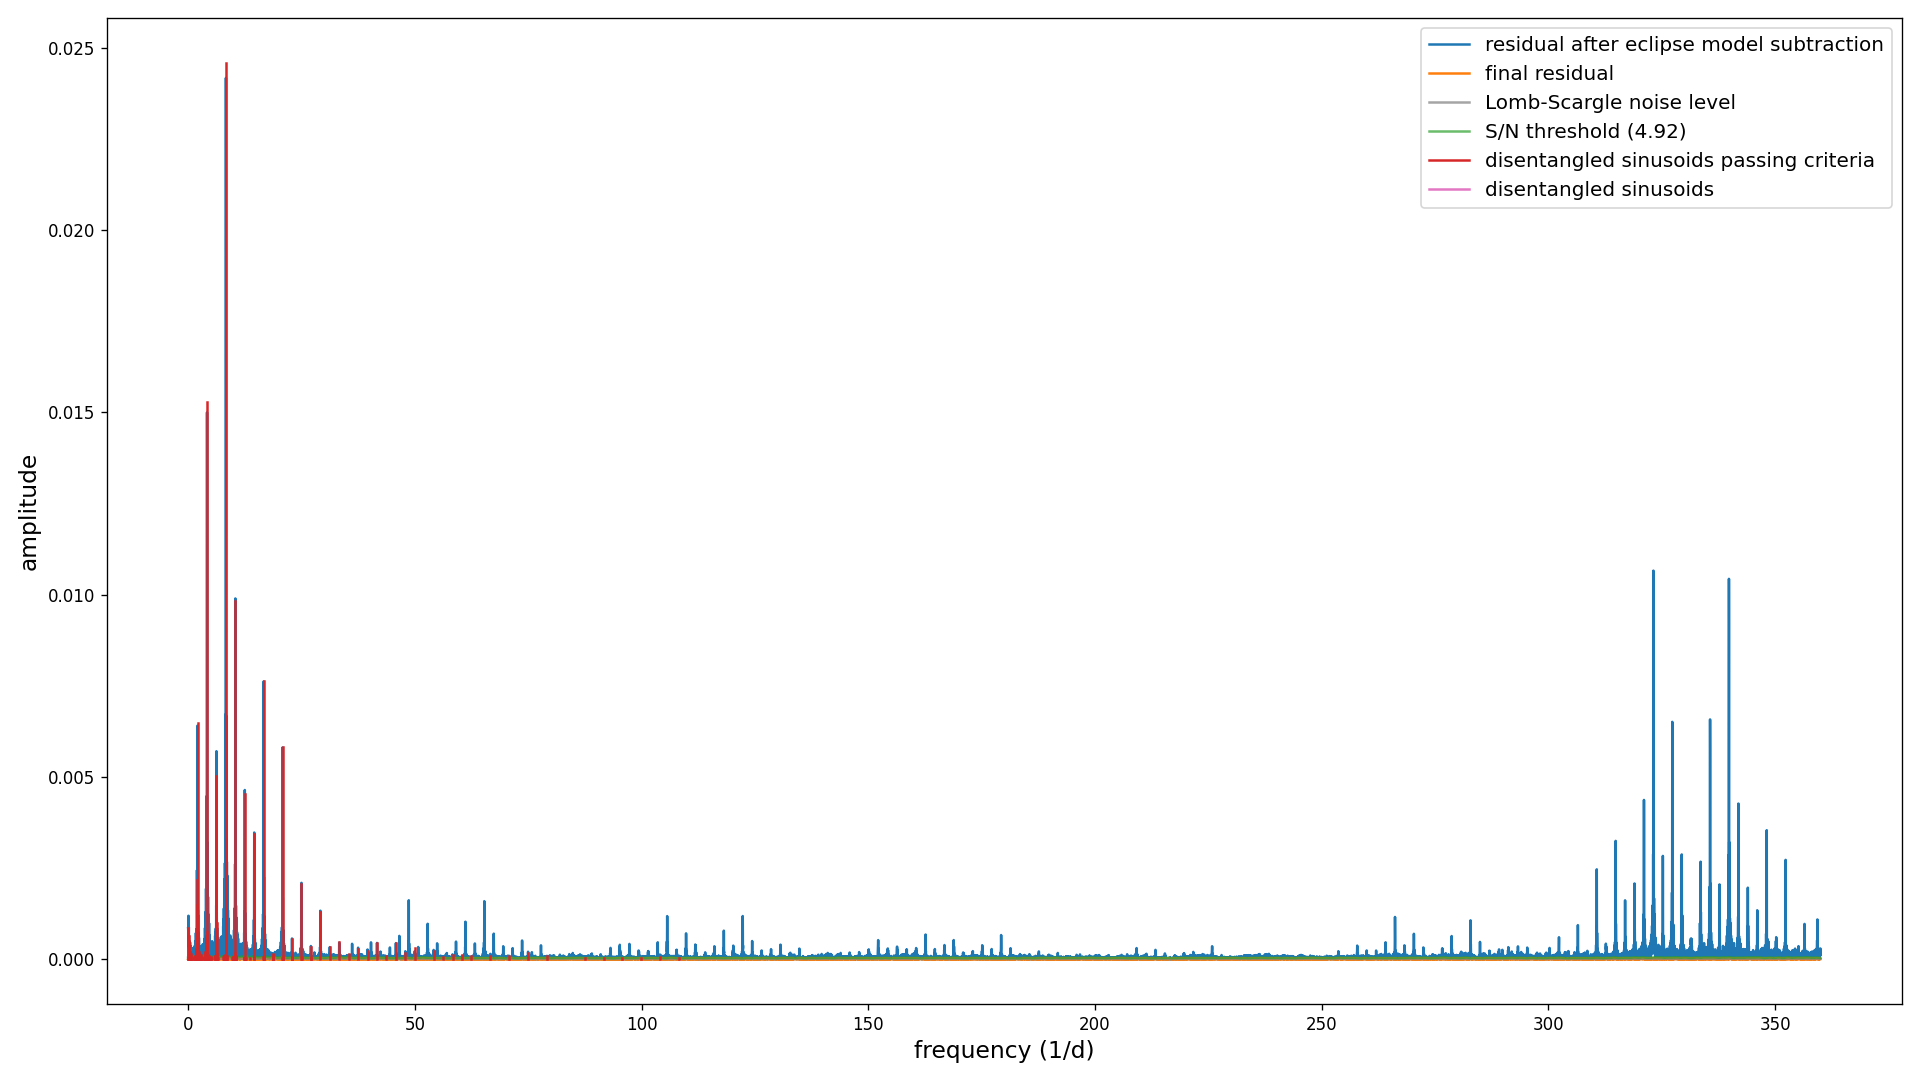 residual after eclipse model subtraction
final residual
Lomb-Scargle noise level
S/N threshold (4.92)
disentangled sinusoids passing criteria
disentangled sinusoids
amplitude
0.025
0.020
0.015
0.010
0.005
0.000
0 50 100 150 200 250 300 350
frequency (1/d)